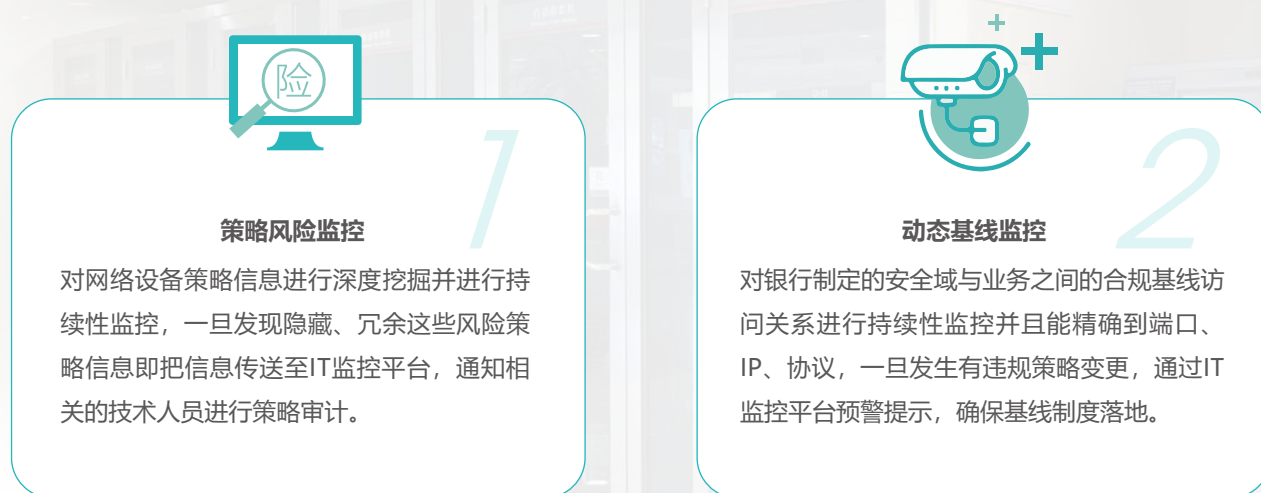 险
1
策略风险监控
对网络设备策略信息进行深度挖掘并进行持
续性监控，一旦发现隐藏、冗余这些风险策
略信息即把信息传送至IT监控平台，通知相
关的技术人员进行策略审计。
2
动态基线监控
对银行制定的安全域与业务之间的合规基线访
问关系进行持续性监控并且能精确到端口、
IP、协议，一旦发生有违规策略变更，通过IT
监控平台预警提示，确保基线制度落地。